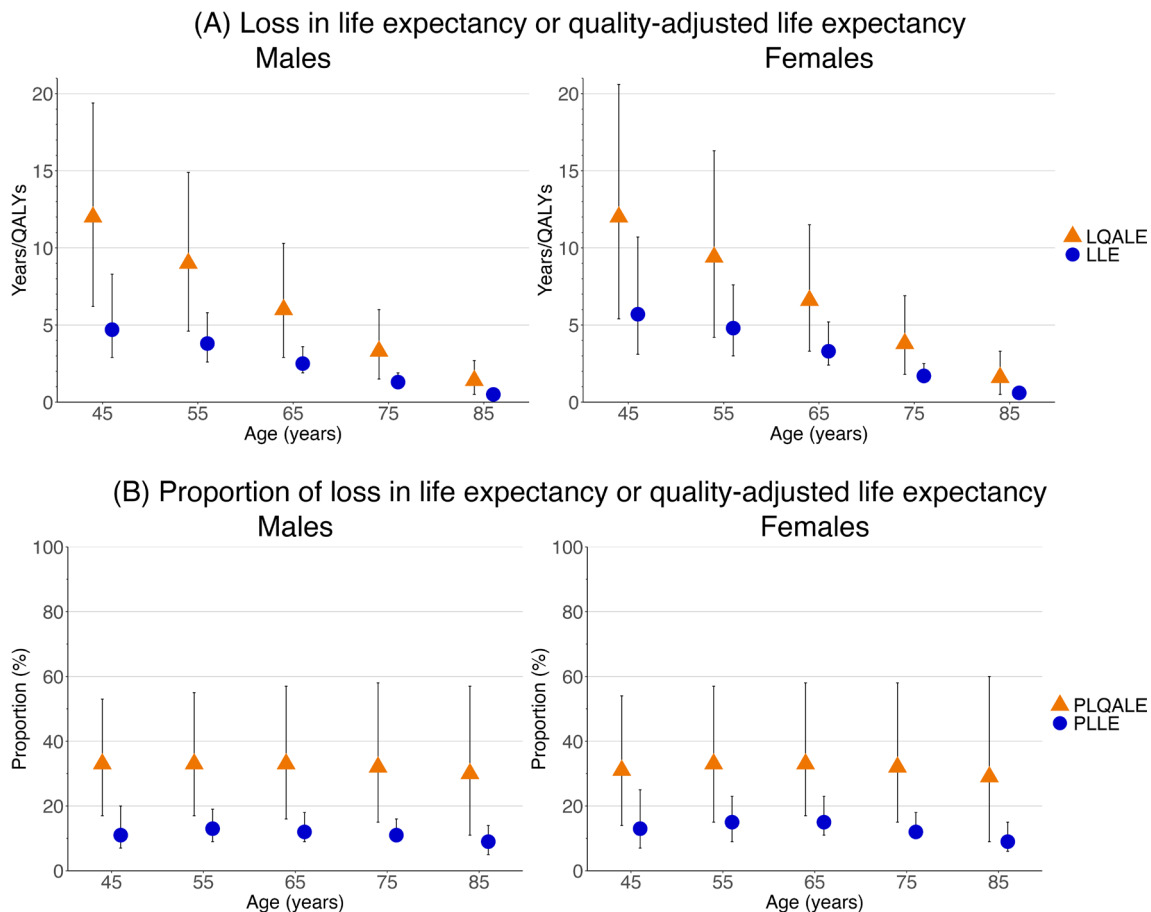 (A) Loss in life expectancy or quality-adjusted life expectancy
Males
Females
Years/QALYs
20
15
10
5
0
45 55 65 75 85
Age (years)
Years/QALYs
20
15
10
5
0
45 55 65 75 85
Age (years)
LQALE
LLE
(B) Proportion of loss in life expectancy or quality-adjusted life expectancy
Males
Females
Proportion (%)
100
80
60
40
20
0
45 55 65 75 85
Age (years)
Proportion (%)
100
80
60
40
20
0
45 55 65 75 85
Age (years)
PLQALE
PLLE